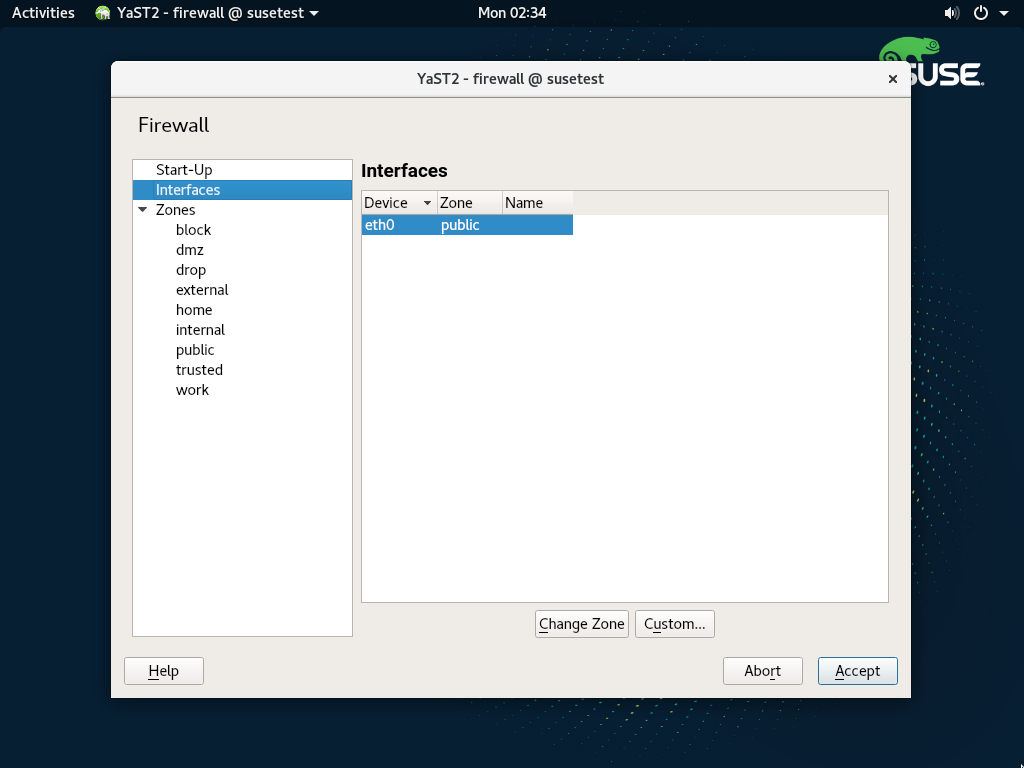 Activities YaST2 - firewall @ susetest Mon 02:34
SUSE
YaST2 - firewall @ susetest
Firewall
Start-Up
Interfaces
Zones
block
dmz
drop
external
home
internal
public
trusted
work
Interfaces
Device Zone Name
eth0 public
Change Zone Custom...
Help Abort Accept